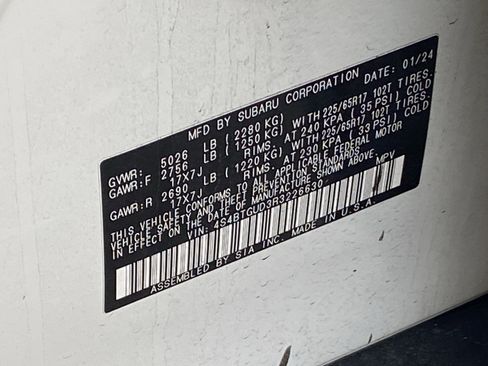 MFD BY SUBARU CORPORATION DATE: 01/24
GVWR: 5026 LB (2280 KG)
GAWR:F 2756 LB (1250 KG) WITH 225/65R17 102T TIRES.
17X7J RIMS. AT 240 KPA (35 PSI) COLD
GAWR:R 2690 LB (1220 KG) WITH 225/65R17 102T TIRES.
17X7J RIMS. AT 230 KPA (33 PSI) COLD
THIS VEHICLE CONFORMS TO ALL APPLICABLE FEDERAL MOTOR
VEHICLE SAFETY AND THEFT PREVENTION STANDARDS
IN EFFECT ON THE DATE OF MANUFACTURE SHOWN ABOVE.
VIN: 4S4BTGUD3R3226630 MPV
ASSEMBLED BY SIA INC. MADE IN U.S.A.